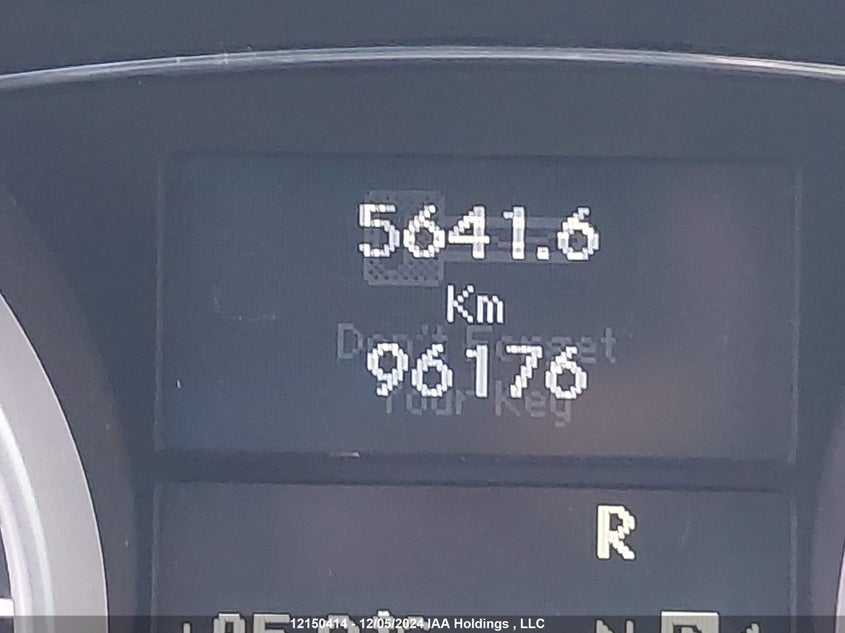 5641.6
Km
Don't Forget
96176
Your Key
R
12150414 - 12/05/2024 IAA Holdings , LLC